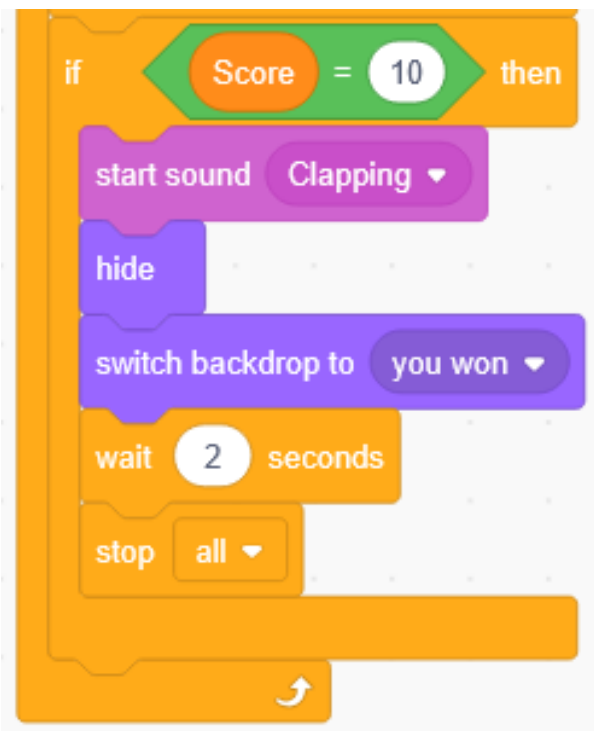 if Score = 10 then
start sound Clapping
hide
switch backdrop to you won
wait 2 seconds
stop all